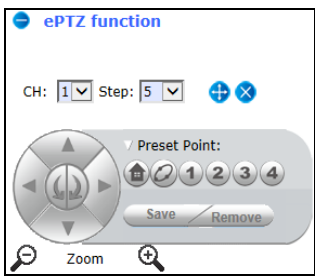 ePTZ function
CH: 1 Step: 5
Preset Point:
1 2 3 4
Save Remove
Zoom